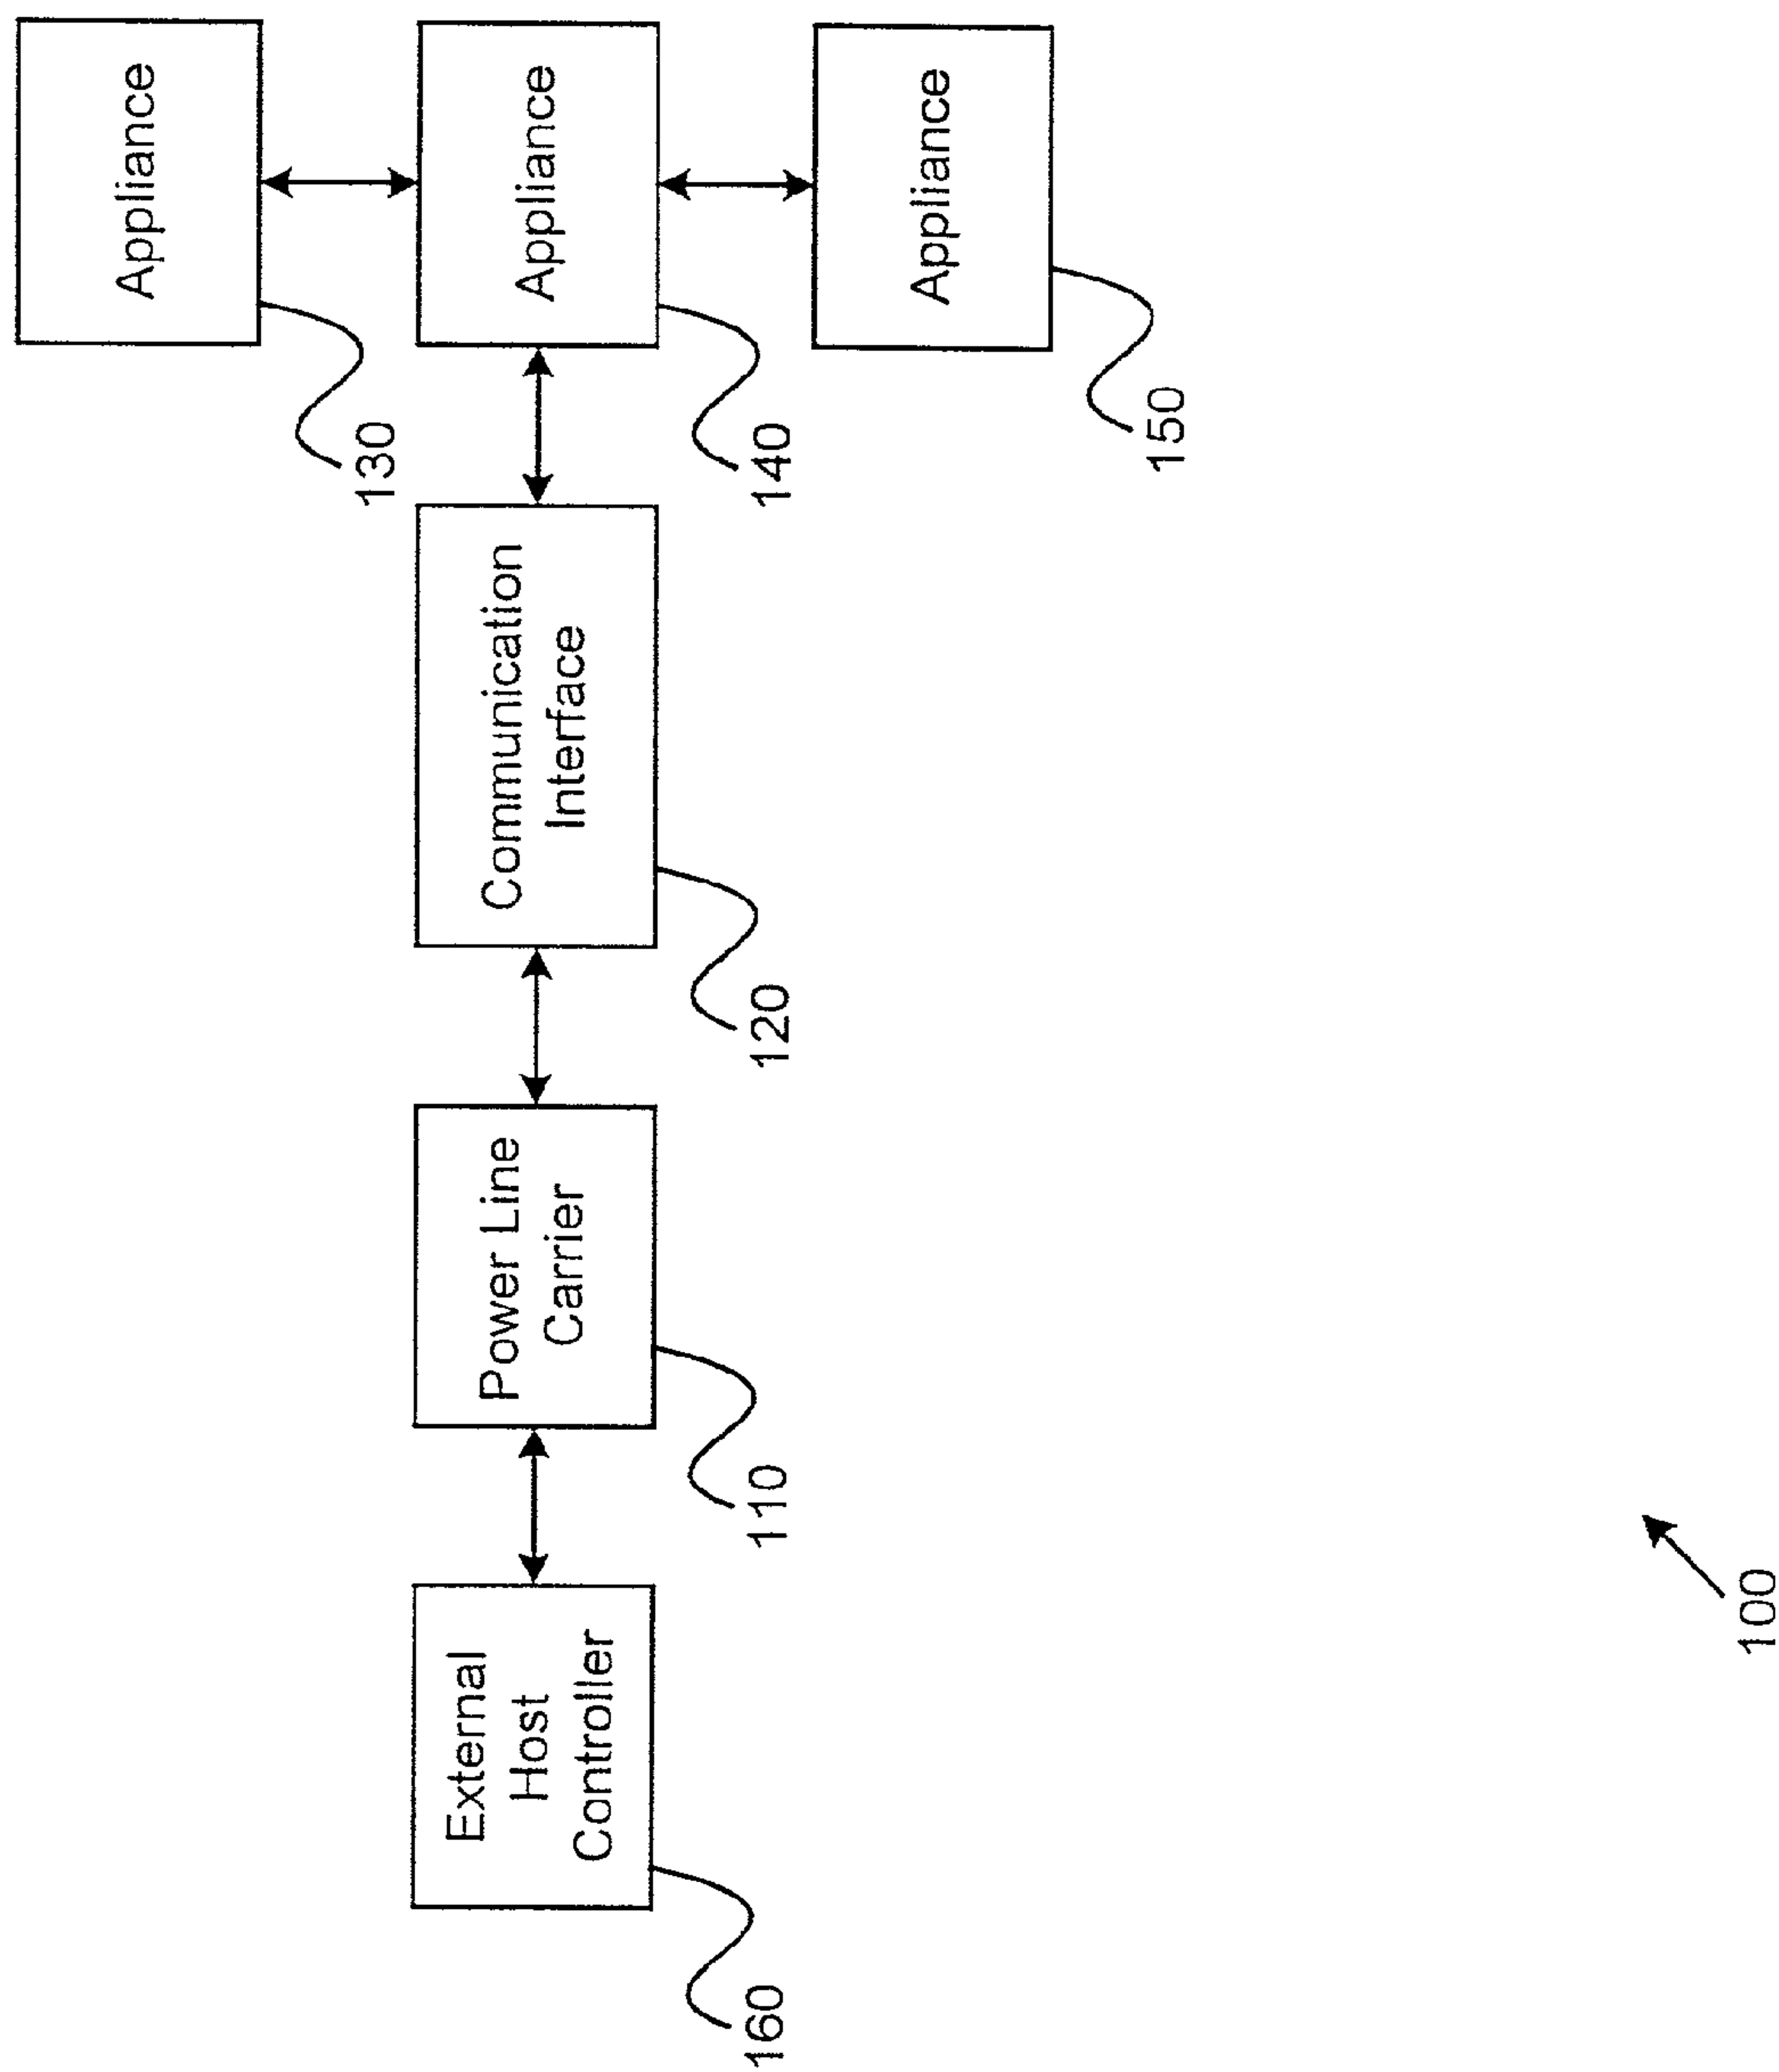 Appliance
130
External
Host
Controller
160
Power Line
Carrier
110
Communication
Interface
120
Appliance
140
Appliance
150
100